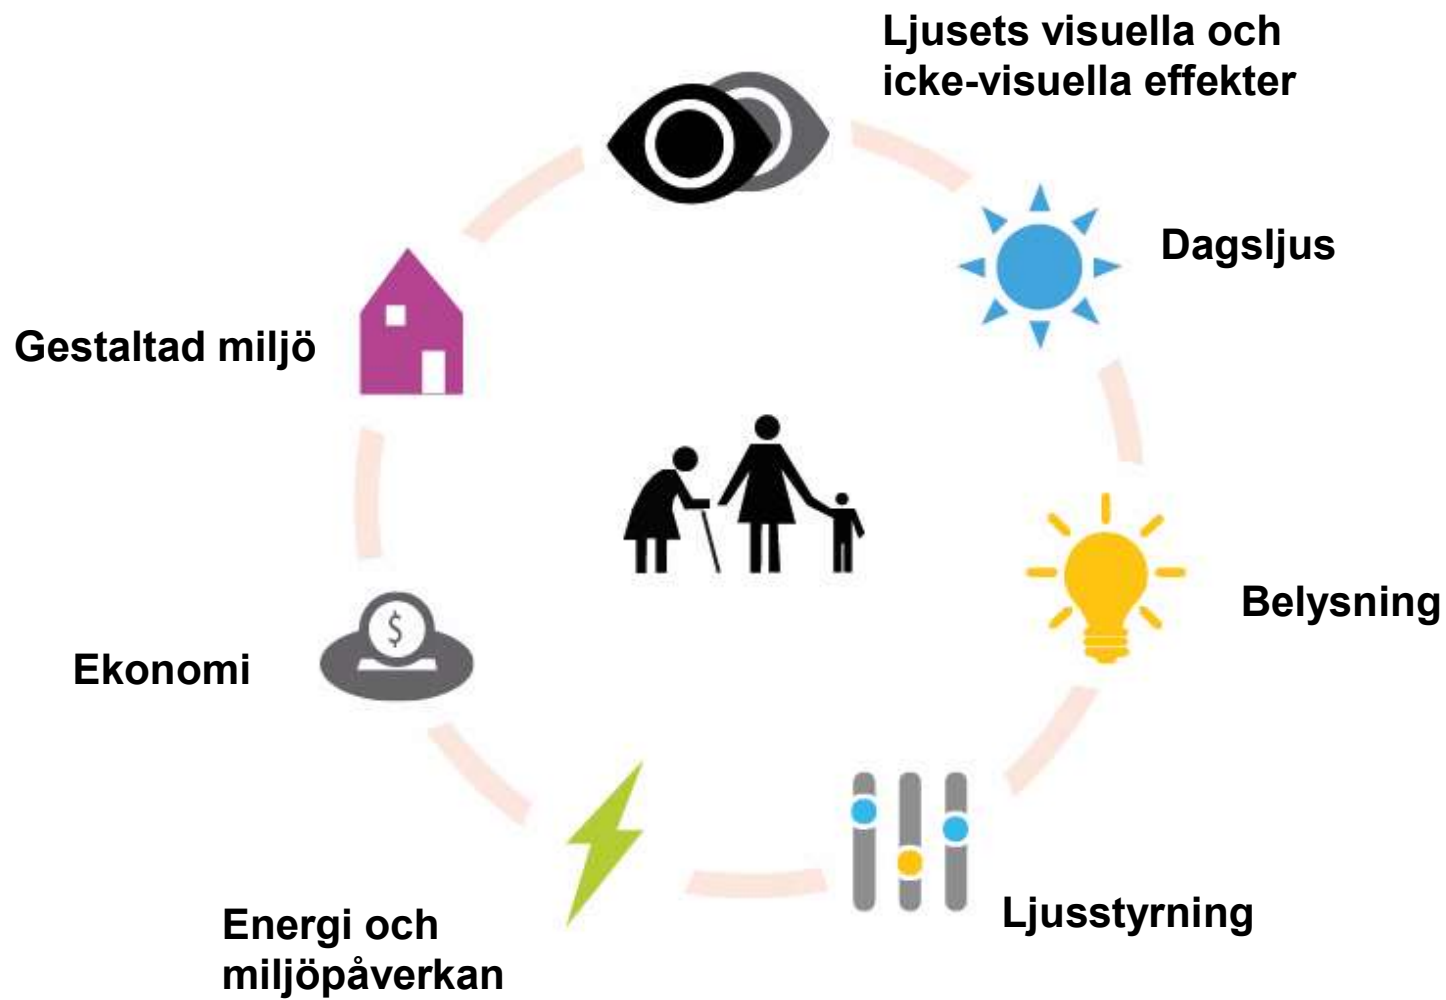 Ljusets visuella och
icke-visuella effekter
Dagsljus
Gestaltad miljö
Belysning
$
Ekonomi
Ljusstyrning
Energi och
miljöpåverkan